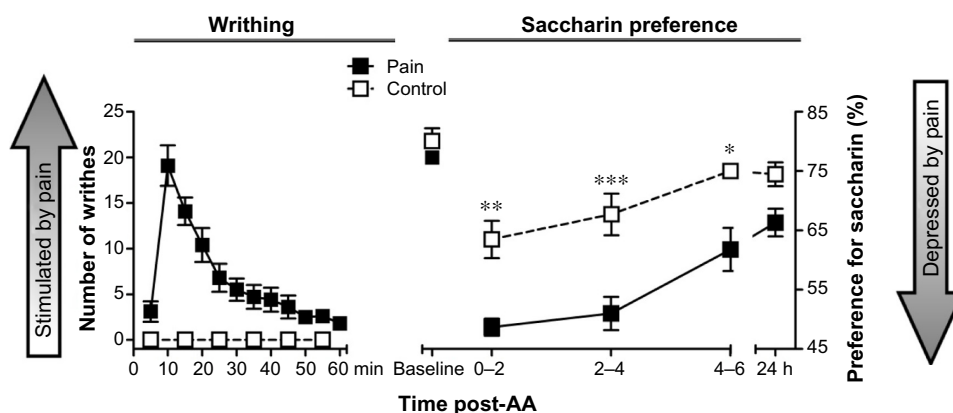 Writhing
Saccharin preference
Pain
Control
Stimulated by pain
Number of writhes
25
20
15
10
5
0
0
10
20
30
40
50
60 min
**
***
*
Baseline
0–2
2–4
4–6
24 h
85
75
65
55
45
Preference for saccharin (%)
Depressed by pain
Time post-AA